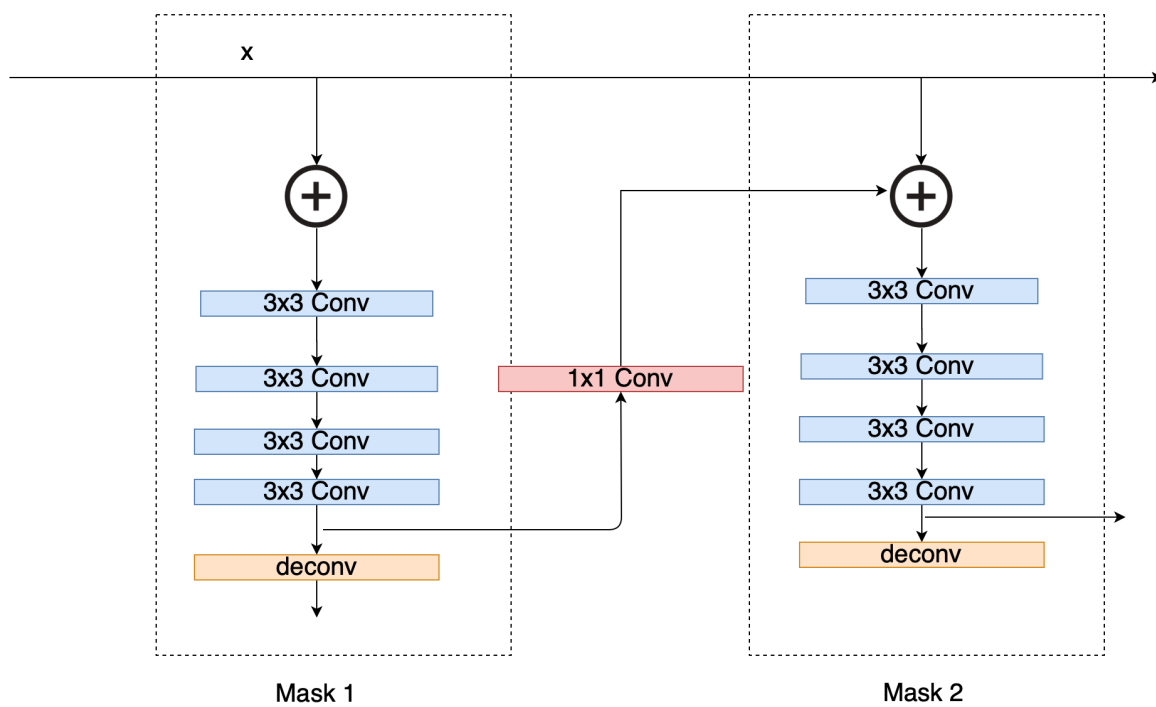 x
3x3 Conv
3x3 Conv
3x3 Conv
3x3 Conv
deconv
Mask 1
1x1 Conv
3x3 Conv
3x3 Conv
3x3 Conv
3x3 Conv
deconv
Mask 2